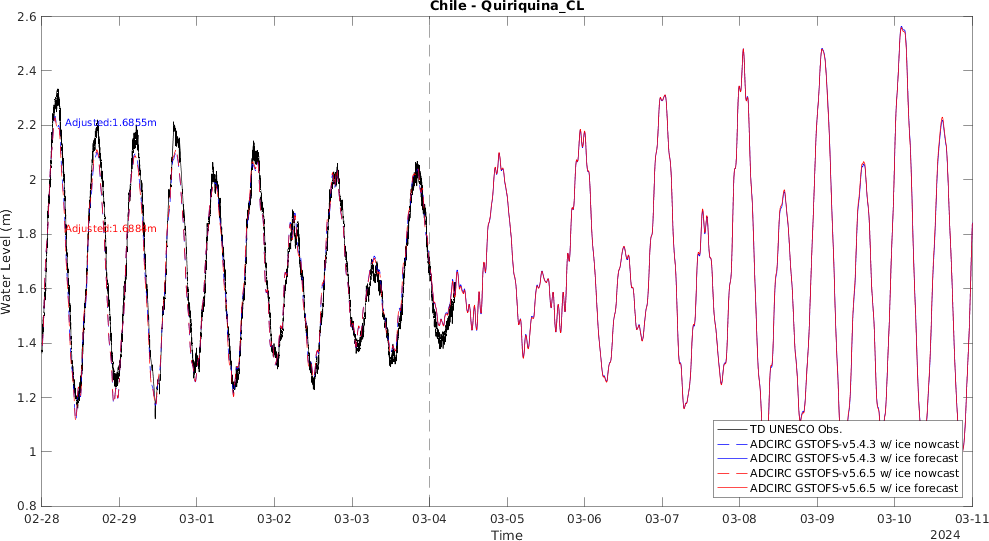 Chile - Quiriquina_CL
2.6
2.4
2.2
2
1.8
1.6
1.4
1.2
1
0.8
Water Level (m)
Adjusted:1.6855m
Adjusted:1.6884m
TD UNESCO Obs.
ADCIRC GSTOFS-v5.4.3 w/ ice nowcast
ADCIRC GSTOFS-v5.4.3 w/ ice forecast
ADCIRC GSTOFS-v5.6.5 w/ ice nowcast
ADCIRC GSTOFS-v5.6.5 w/ ice forecast
02-28 02-29 03-01 03-02 03-03 03-04 03-05 03-06 03-07 03-08 03-09 03-10 03-11
Time
2024